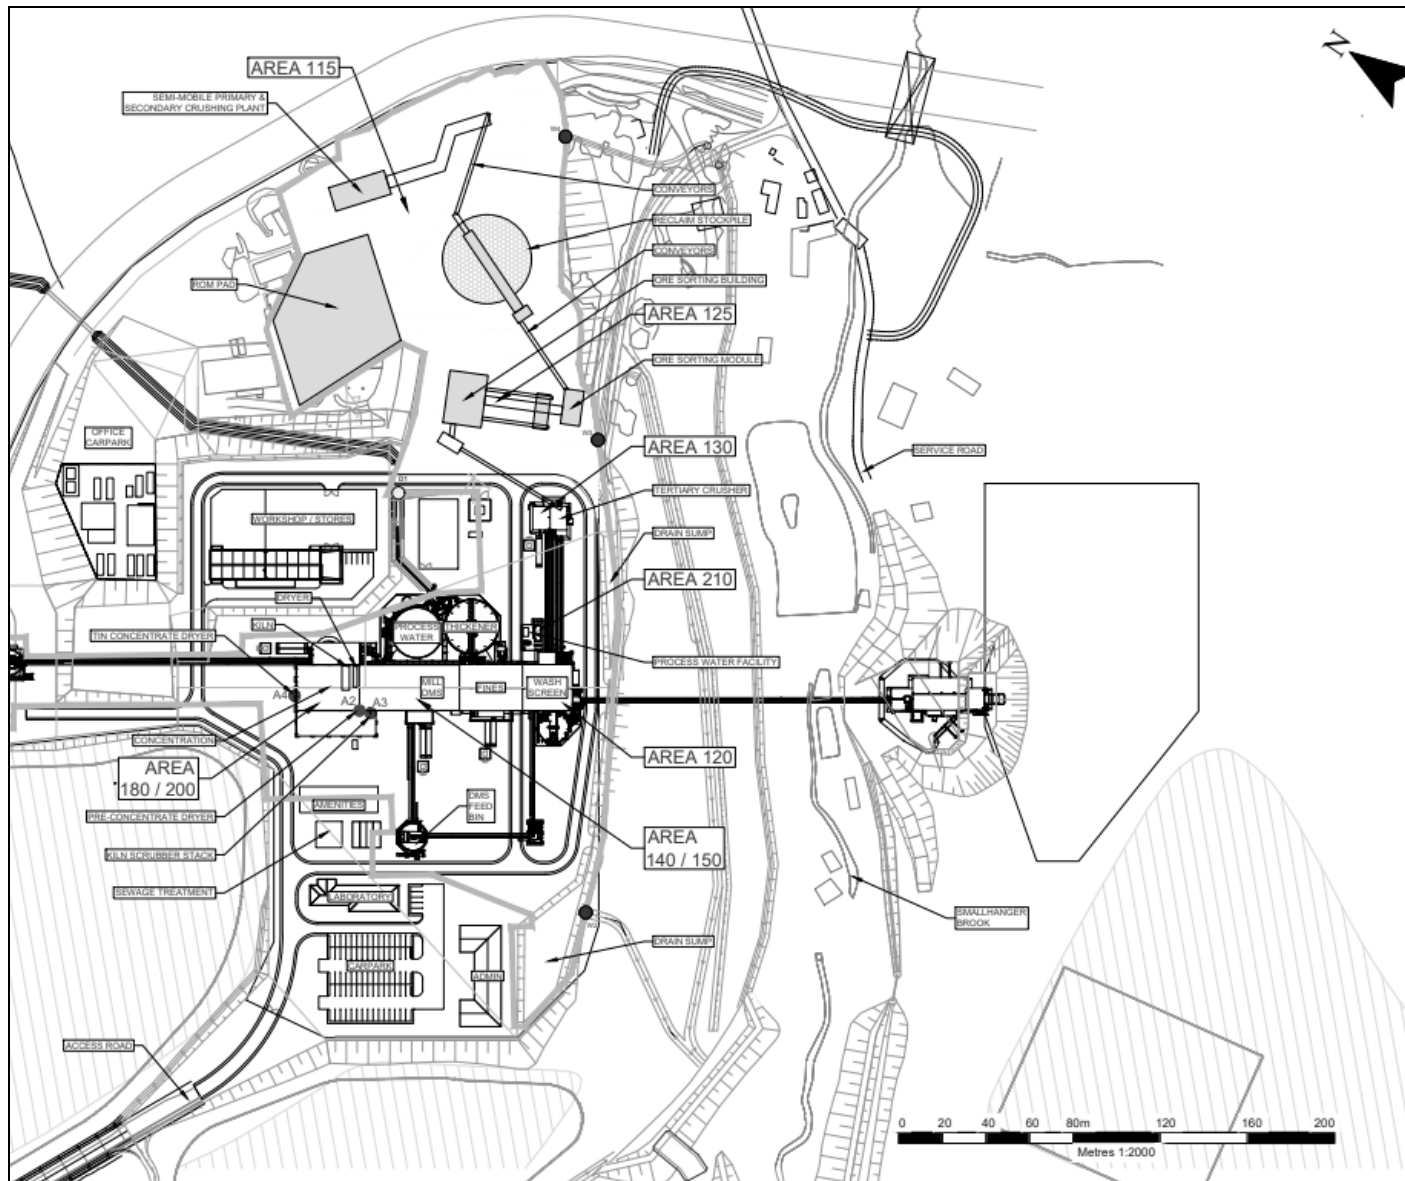 N
AREA 115
SEMI-MOBILE PRIMARY &
SECONDARY CRUSHING PLANT
W4
CONVEYORS
RECLAIM STOCKPILE
CONVEYORS
ORE SORTING BUILDING
ROM PAD
AREA 125
ORE SORTING MODULE
OFFICE
CARPARK
W3
AREA 130
SERVICE ROAD
D1
TERTIARY CRUSHER
WORKSHOP / STORES
DRAIN SUMP
AREA 210
DRYER
KILN
PROCESS
WATER
THICKENER
TIN CONCENTRATE DRYER
PROCESS WATER FACILITY
MILL
DMS
FINES
WASH
SCREEN
A4
A2
A3
CONCENTRATION
AREA 120
AREA
180 / 200
DMS
FEED
BIN
AMENITIES
PRE-CONCENTRATE DRYER
AREA
140 / 150
KILN SCRUBBER STACK
SEWAGE TREATMENT
LABORATORY
SMALLHANGER
BROOK
DRAIN SUMP
CARPARK
ADMIN
ACCESS ROAD
0 20 40 60 80m 120 160 200
Metres 1:2000